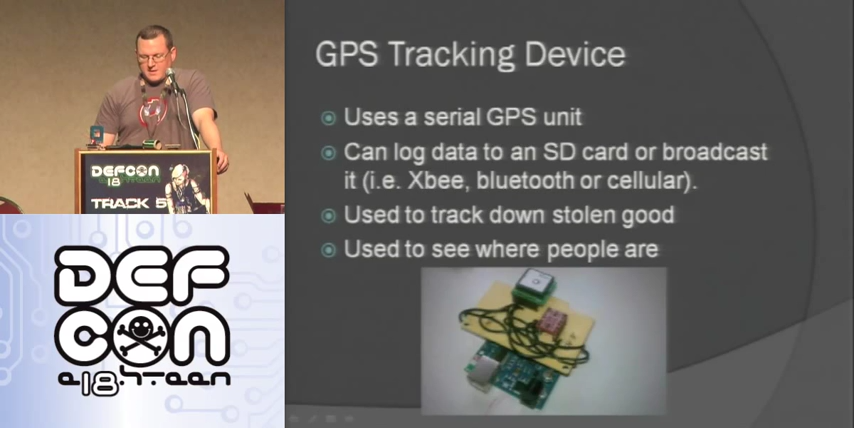 GPS Tracking Device
Uses a serial GPS unit
Can log data to an SD card or broadcast
it (i.e. Xbee, bluetooth or cellular).
Used to track down stolen good
Used to see where people are
DEFCON
18
TRACK 5
DEF
CON
e18hteen